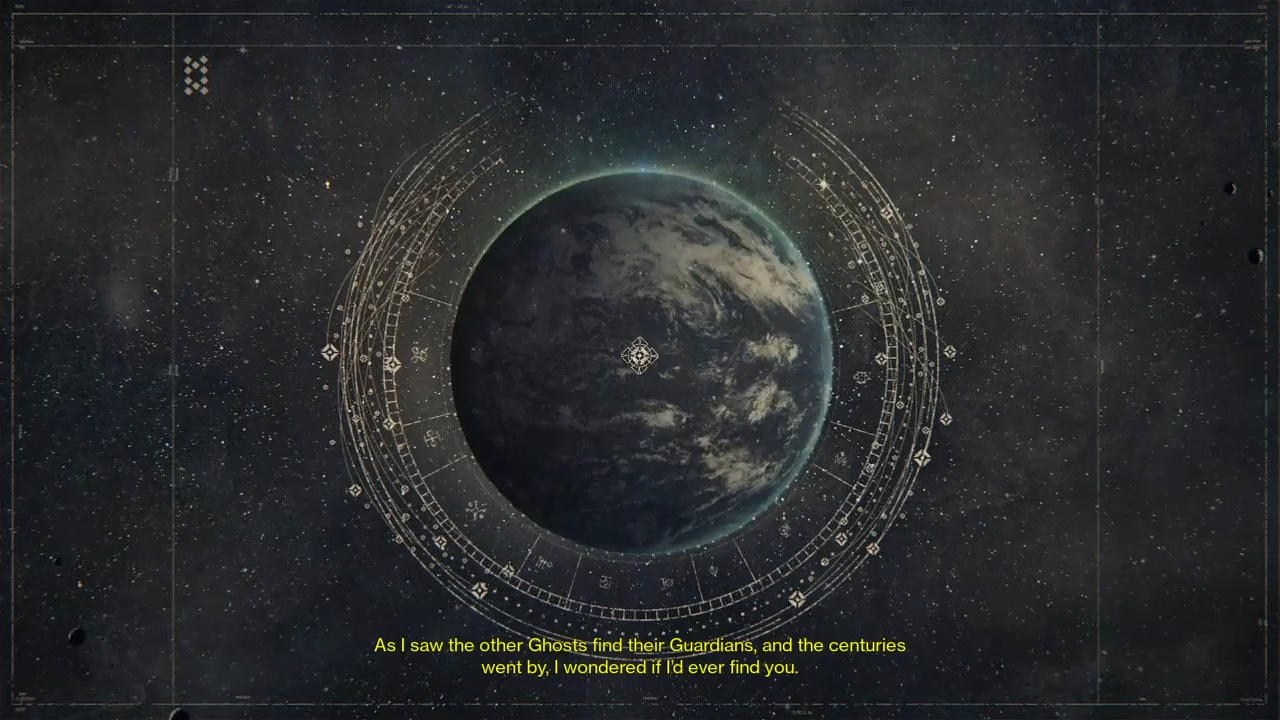 As I saw the other Ghosts find their Guardians, and the centuries
went by, I wondered if I'd ever find you.